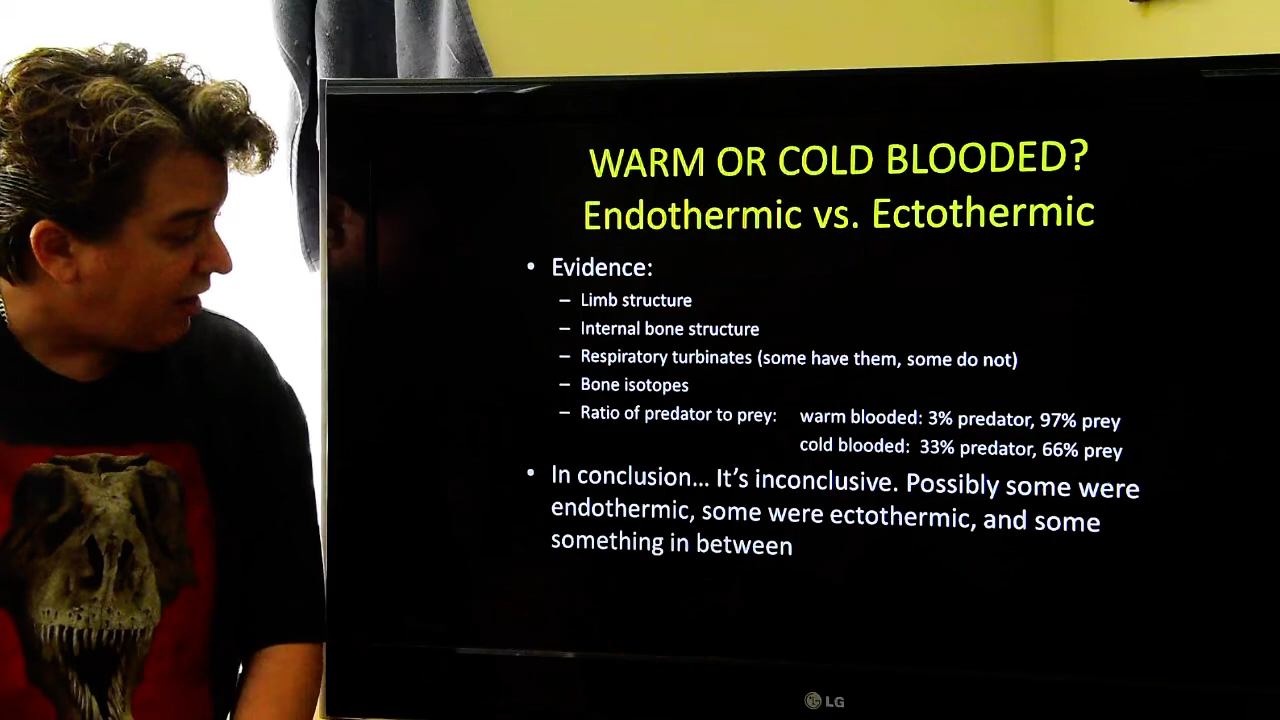 WARM OR COLD BLOODED?
Endothermic vs. Ectothermic
• Evidence:
– Limb structure
– Internal bone structure
– Respiratory turbinates (some have them, some do not)
– Bone isotopes
– Ratio of predator to prey: warm blooded: 3% predator, 97% prey
cold blooded: 33% predator, 66% prey
• In conclusion… It’s inconclusive. Possibly some were
endothermic, some were ectothermic, and some
something in between
LG